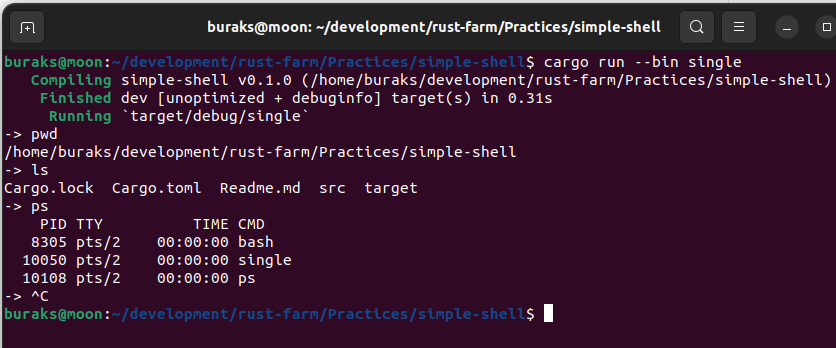 buraks@moon: ~/development/rust-farm/Practices/simple-shell
buraks@moon:~/development/rust-farm/Practices/simple-shell$ cargo run --bin single
   Compiling simple-shell v0.1.0 (/home/buraks/development/rust-farm/Practices/simple-shell)
    Finished dev [unoptimized + debuginfo] target(s) in 0.31s
     Running `target/debug/single`
-> pwd
/home/buraks/development/rust-farm/Practices/simple-shell
-> ls
Cargo.lock  Cargo.toml  Readme.md  src  target
-> ps
    PID TTY          TIME CMD
   8305 pts/2    00:00:00 bash
  10050 pts/2    00:00:00 single
  10108 pts/2    00:00:00 ps
-> ^C
buraks@moon:~/development/rust-farm/Practices/simple-shell$